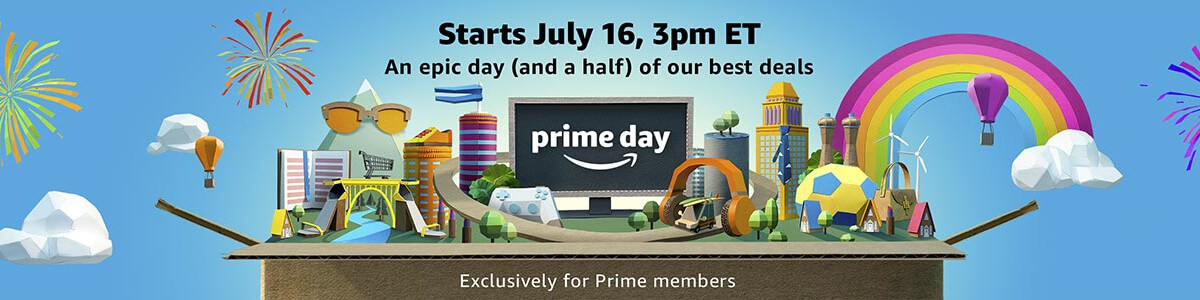 Starts July 16, 3pm ET
An epic day (and a half) of our best deals
prime day
Exclusively for Prime members